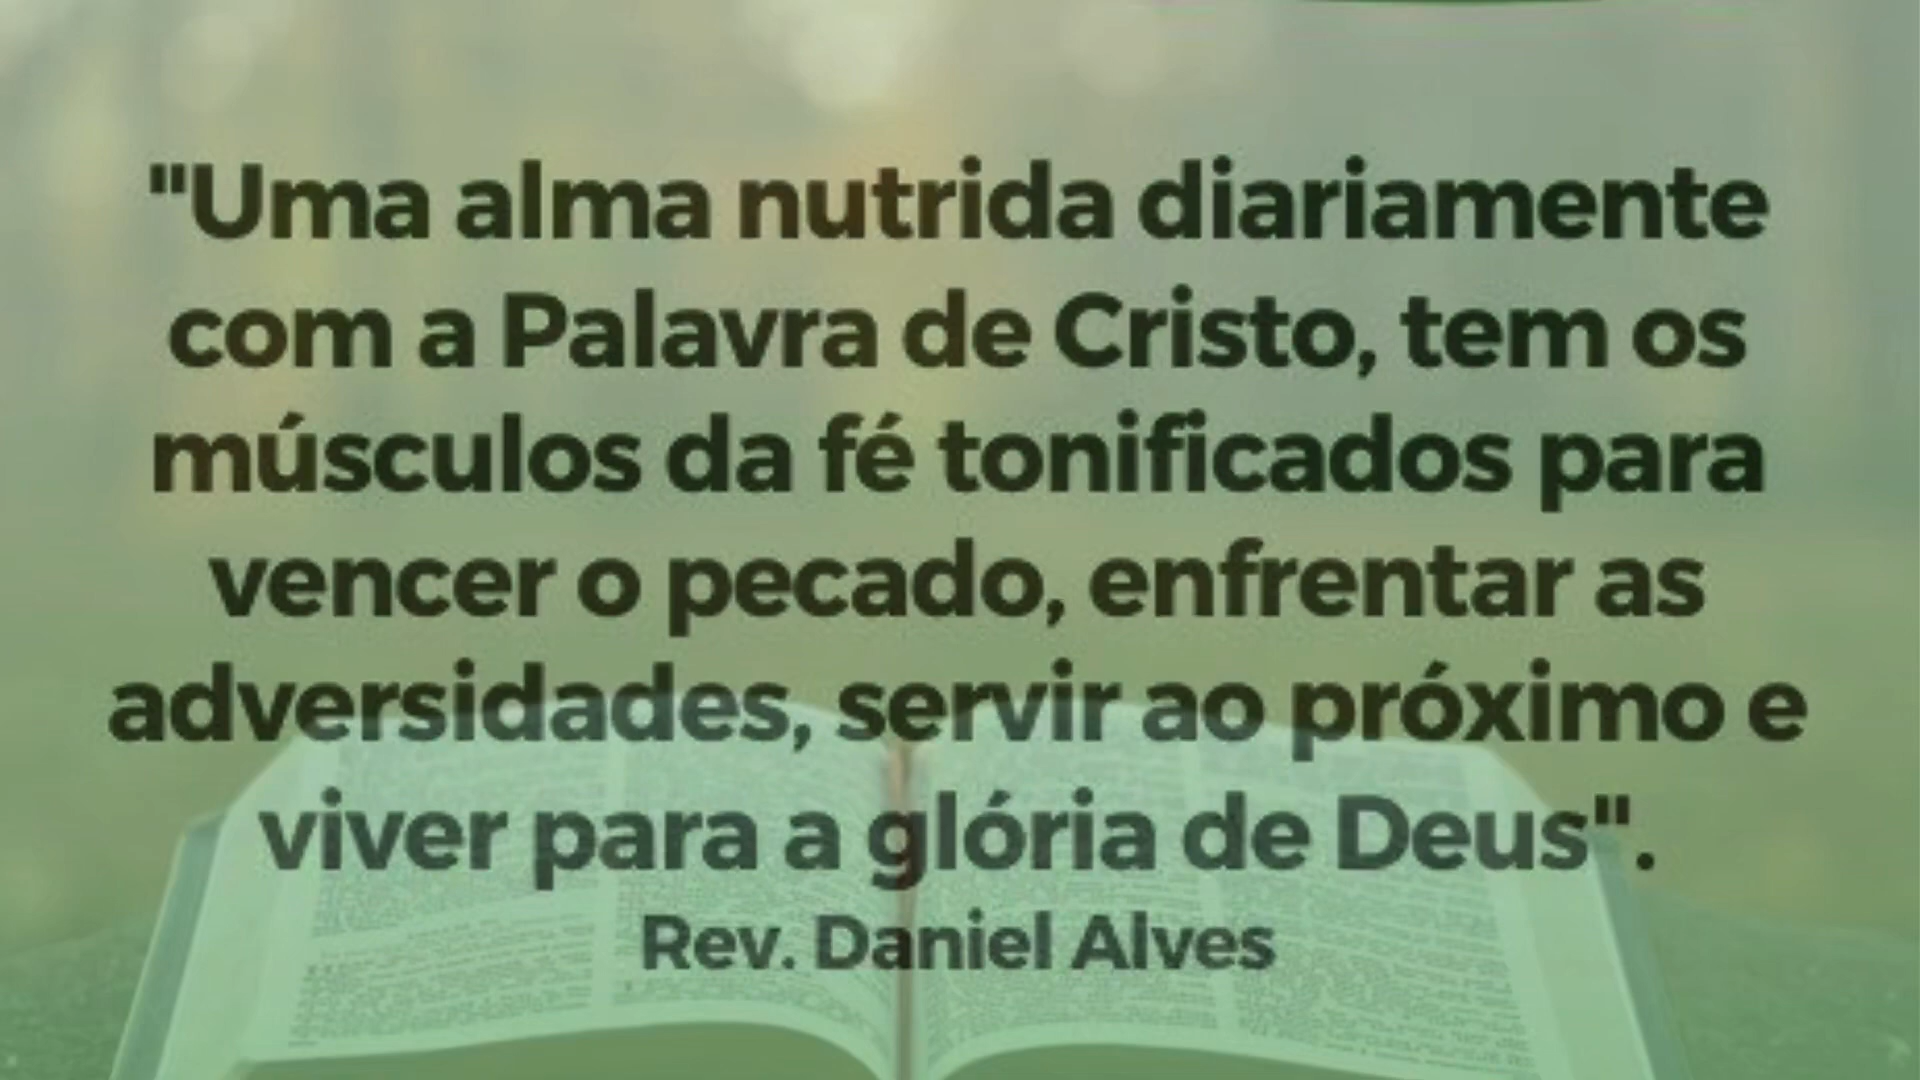 "Uma alma nutrida diariamente
com a Palavra de Cristo, tem os
músculos da fé tonificados para
vencer o pecado, enfrentar as
adversidades, servir ao próximo e
viver para a glória de Deus".
Rev. Daniel Alves